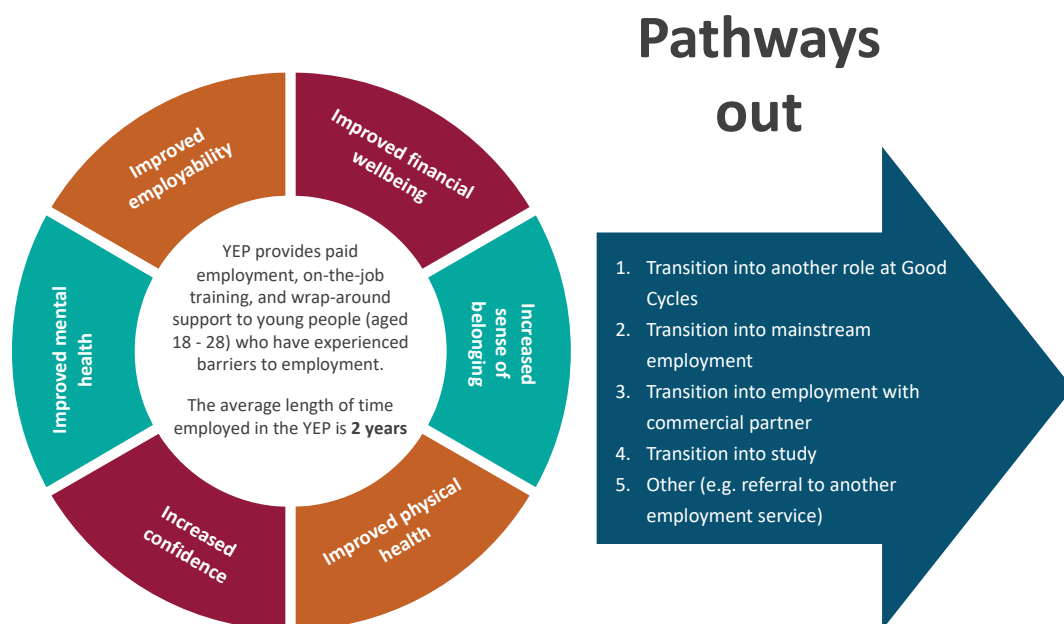 Pathways
out
Improved
employability
Improved financial
wellbeing
Increased
sense of
belonging
Improved physical
health
Increased
confidence
Improved mental
health
YEP provides paid
employment, on-the-job
training, and wrap-around
support to young people (aged
18 - 28) who have experienced
barriers to employment.
The average length of time
employed in the YEP is 2 years
1. Transition into another role at Good
Cycles
2. Transition into mainstream
employment
3. Transition into employment with
commercial partner
4. Transition into study
5. Other (e.g. referral to another
employment service)